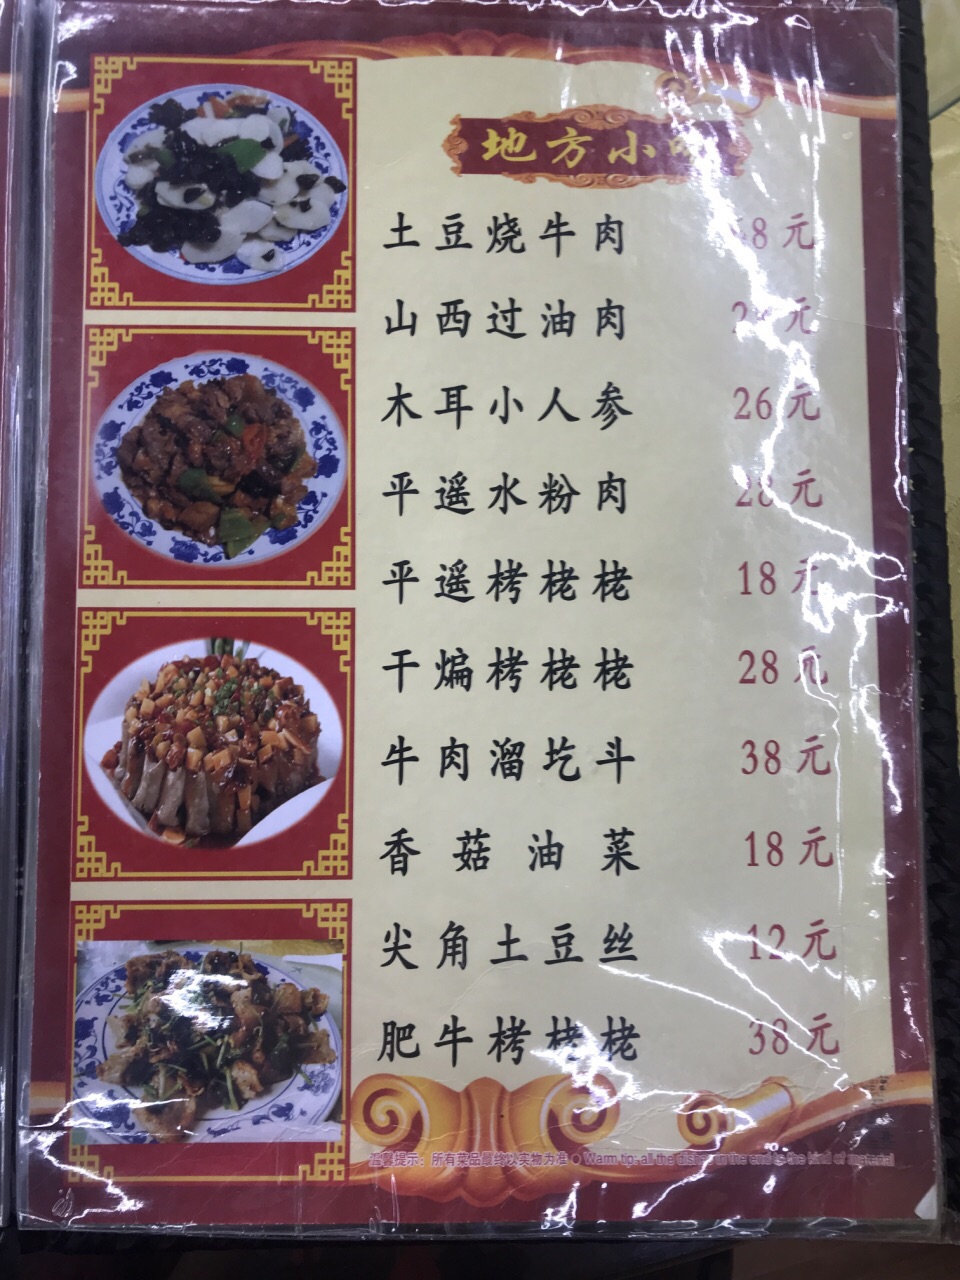 地方小吃
土豆烧牛肉 8元
山西过油肉 元
木耳小人参 26元
平遥水粉肉 28元
平遥栲栳栳 18元
干煸栲栳栳 28元
牛肉溜圪斗 38元
香菇油菜 18元
尖角土豆丝 12元
肥牛栲栳栳 38元
温馨提示：所有菜品最终以实物为准 Warm tip: all the dishes in the end to the kind of material